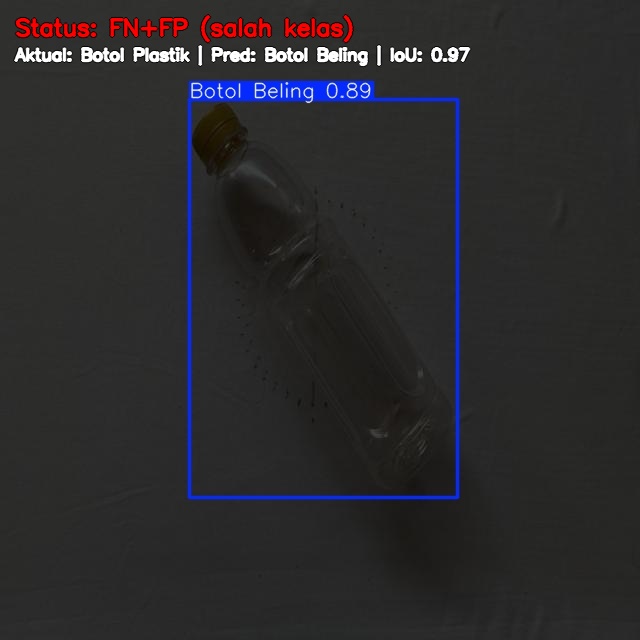 Status: FN+FP (salah kelas)
Aktual: Botol Plastik | Pred: Botol Beling | IoU: 0.97
Botol Beling 0.89